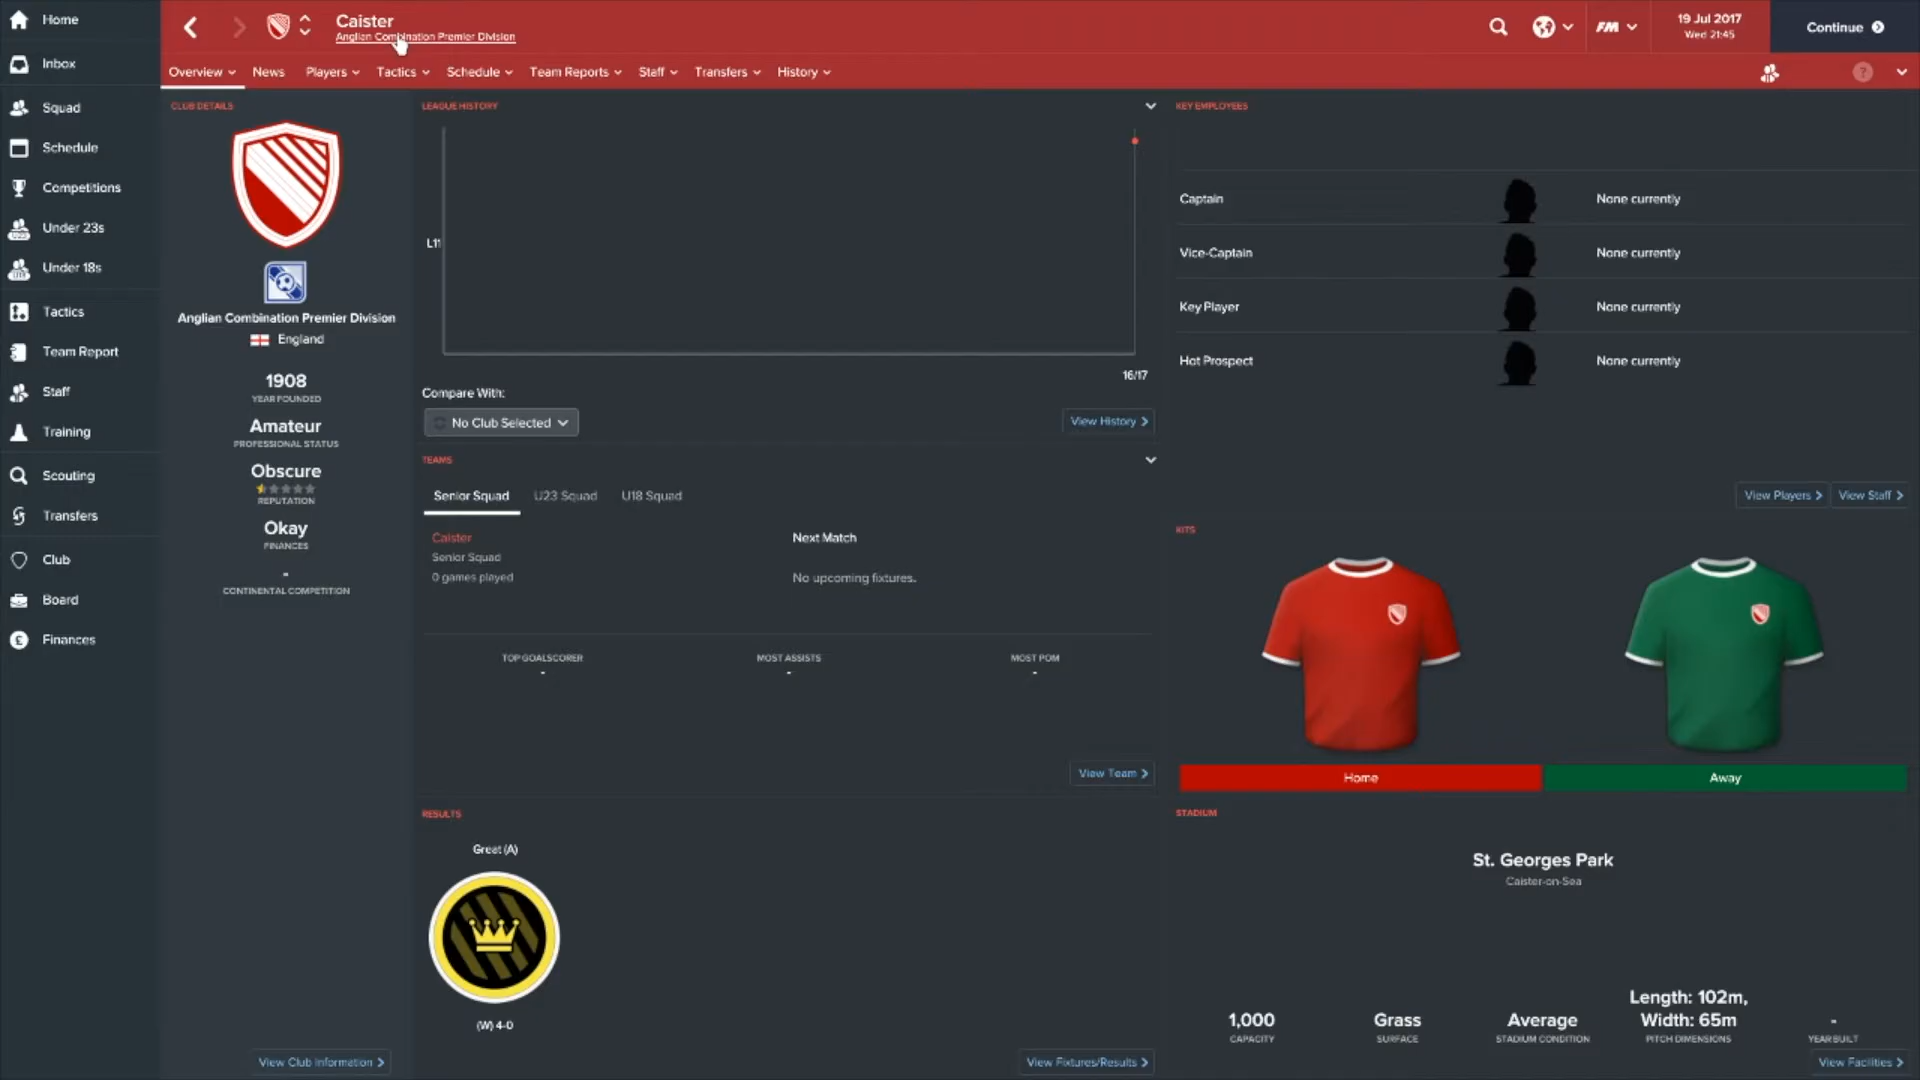 Home
Inbox
Squad
Schedule
Competitions
Under 23s
Under 18s
Tactics
Team Report
Staff
Training
Scouting
Transfers
Club
Board
Finances
Caister
Anglian Combination Premier Division
FM
19 Jul 2017
Wed 21:45
Continue
Overview
News
Players
Tactics
Schedule
Team Reports
Staff
Transfers
History
?
CLUB DETAILS
Anglian Combination Premier Division
England
1908
YEAR FOUNDED
Amateur
PROFESSIONAL STATUS
Obscure
REPUTATION
Okay
FINANCES
-
CONTINENTAL COMPETITION
View Club Information >
LEAGUE HISTORY
L11
16/17
Compare With:
No Club Selected
View History >
TEAMS
Senior Squad U23 Squad U18 Squad
Caister
Senior Squad
0 games played
Next Match
No upcoming fixtures.
TOP GOALSCORER
-
MOST ASSISTS
-
MOST POM
-
View Team >
RESULTS
Great (A)
(W) 4-0
View Fixtures/Results >
KEY EMPLOYEES
Captain None currently
Vice-Captain None currently
Key Player None currently
Hot Prospect None currently
View Players > View Staff >
KITS
Home Away
STADIUM
St. Georges Park
Caister-on-Sea
1,000
CAPACITY
Grass
SURFACE
Average
STADIUM CONDITION
Length: 102m,
Width: 65m
PITCH DIMENSIONS
-
YEAR BUILT
View Facilities >